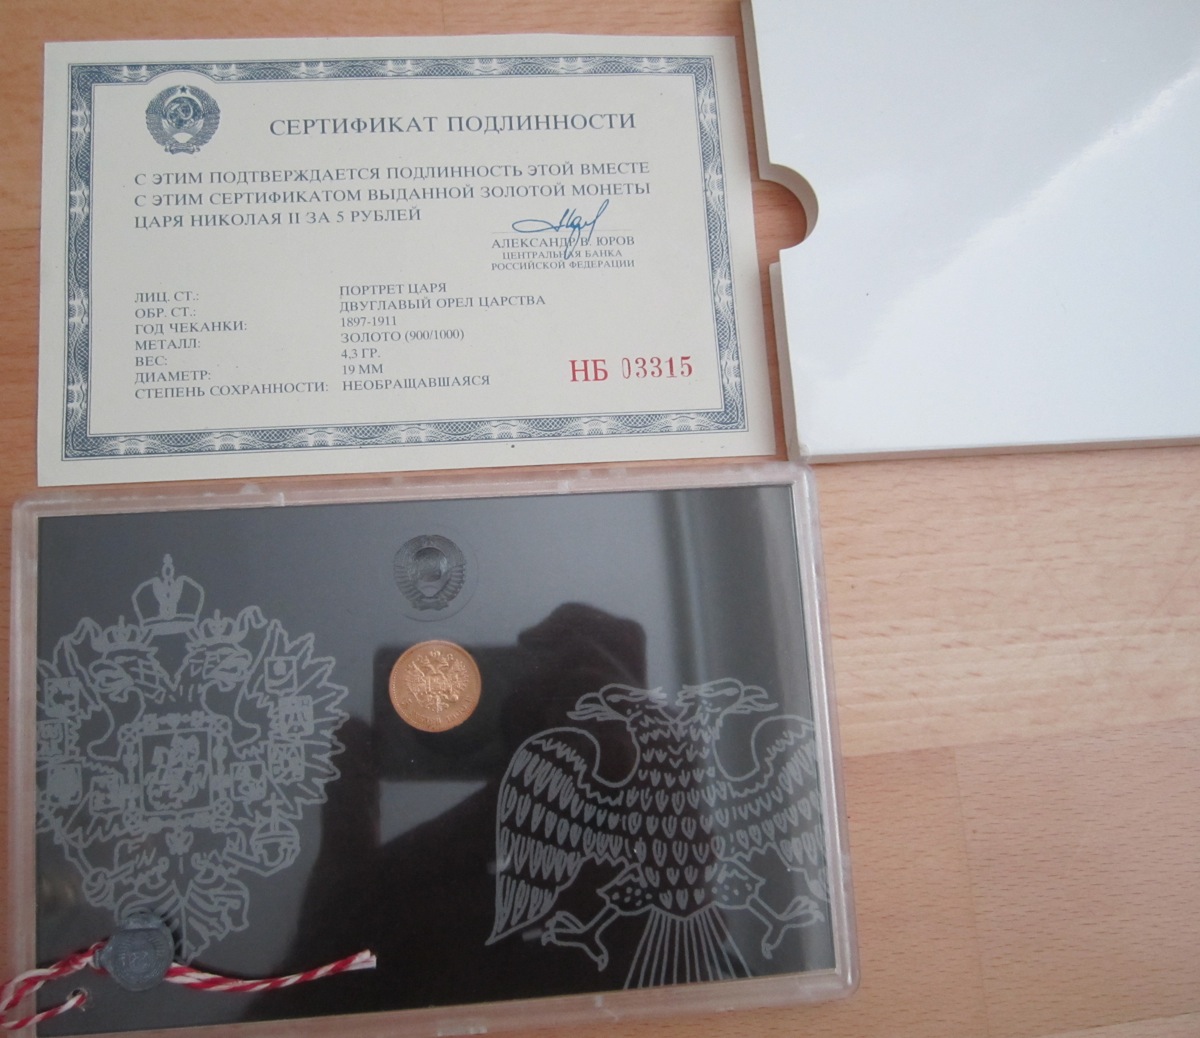 СЕРТИФИКАТ ПОДЛИННОСТИ
С ЭТИМ ПОДТВЕРЖДАЕТСЯ ПОДЛИННОСТЬ ЭТОЙ ВМЕСТЕ
С ЭТИМ СЕРТИФИКАТОМ ВЫДАННОЙ ЗОЛОТОЙ МОНЕТЫ
ЦАРЯ НИКОЛАЯ II ЗА 5 РУБЛЕЙ
АЛЕКСАНДР В. ЮРОВ
ЦЕНТРАЛЬНАЯ БАНКА
РОССИЙСКОЙ ФЕДЕРАЦИИ
ЛИЦ. СТ.: ПОРТРЕТ ЦАРЯ
ОБР. СТ.: ДВУГЛАВЫЙ ОРЕЛ ЦАРСТВА
ГОД ЧЕКАНКИ: 1897-1911
МЕТАЛЛ: ЗОЛОТО (900/1000)
ВЕС: 4,3 ГР.
ДИАМЕТР: 19 ММ
СТЕПЕНЬ СОХРАННОСТИ: НЕОБРАЩАВШАЯСЯ
НБ 03315